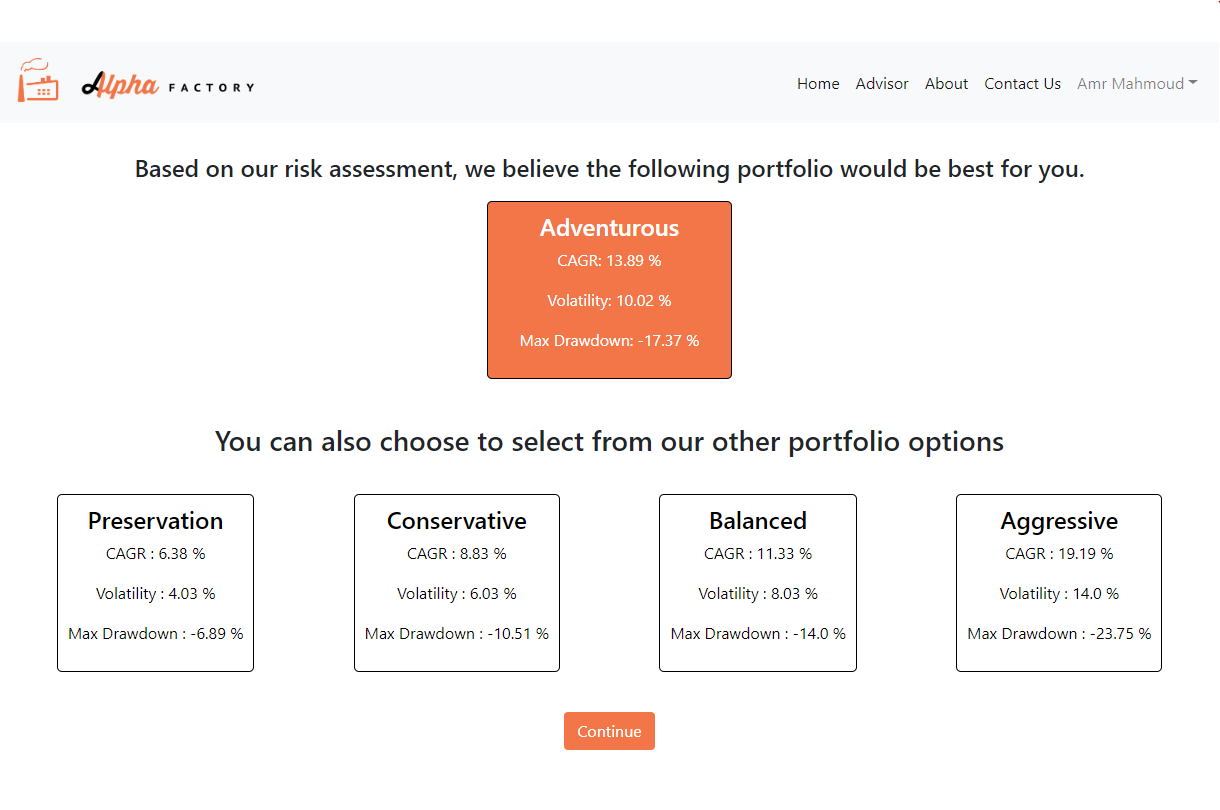 Alpha FACTORY
Home Advisor About Contact Us Amr Mahmoud
Based on our risk assessment, we believe the following portfolio would be best for you.
Adventurous
CAGR: 13.89 %
Volatility: 10.02 %
Max Drawdown: -17.37 %
You can also choose to select from our other portfolio options
Preservation
CAGR : 6.38 %
Volatility : 4.03 %
Max Drawdown : -6.89 %
Conservative
CAGR : 8.83 %
Volatility : 6.03 %
Max Drawdown : -10.51 %
Balanced
CAGR : 11.33 %
Volatility : 8.03 %
Max Drawdown : -14.0 %
Aggressive
CAGR : 19.19 %
Volatility : 14.0 %
Max Drawdown : -23.75 %
Continue